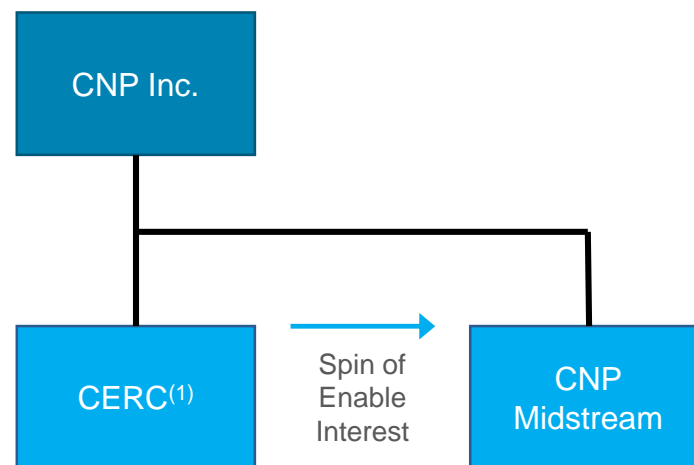 CNP Inc.
CERC(1)
Spin of
Enable
Interest
CNP
Midstream